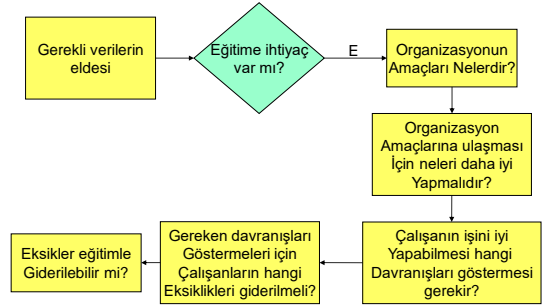 Gerekli verilerin
eldesi
Eğitime ihtiyaç
var mı?
E
Organizasyonun
Amaçları Nelerdir?
Organizasyon
Amaçlarına ulaşması
İçin neleri daha iyi
Yapmalıdır?
Çalışanın işini iyi
Yapabilmesi hangi
Davranışları göstermesi
gerekir?
Gereken davranışları
Göstermeleri için
Çalışanların hangi
Eksiklikleri giderilmeli?
Eksikler eğitimle
Giderilebilir mi?